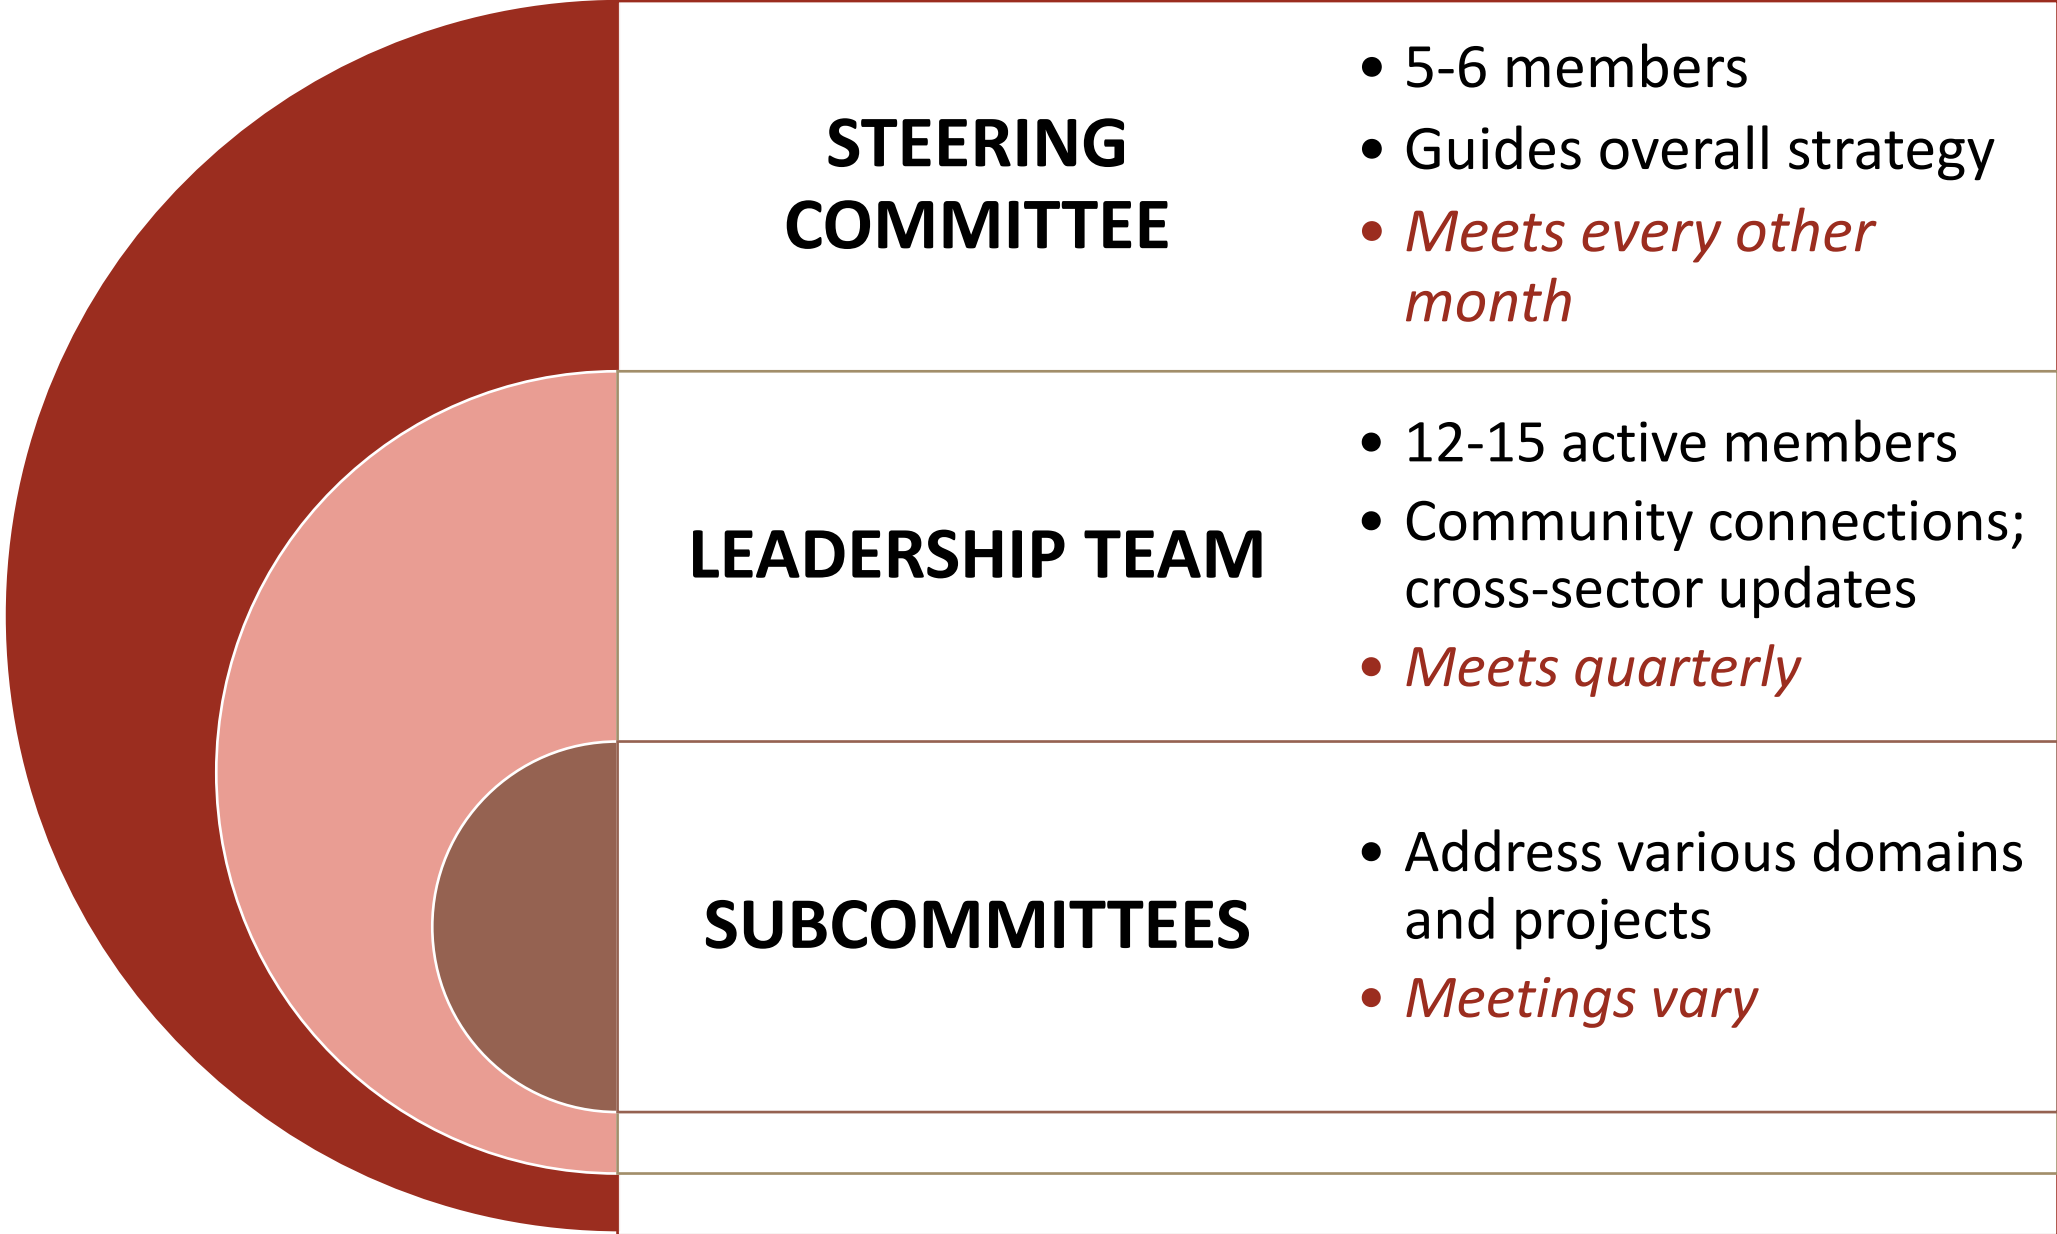 STEERING
COMMITTEE
• 5-6 members
• Guides overall strategy
• Meets every other
month
LEADERSHIP TEAM
• 12-15 active members
• Community connections;
cross-sector updates
• Meets quarterly
SUBCOMMITTEES
• Address various domains
and projects
• Meetings vary